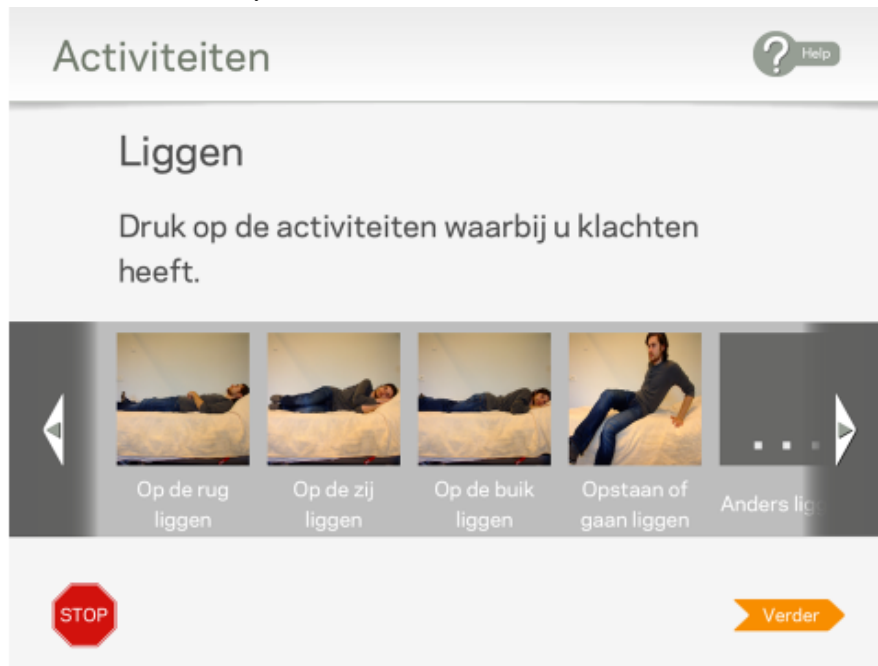 Activiteiten
? Help
Liggen
Druk op de activiteiten waarbij u klachten
heeft.
Op de rug
liggen
Op de zij
liggen
Op de buik
liggen
Opstaan of
gaan liggen
Anders
STOP
Verder